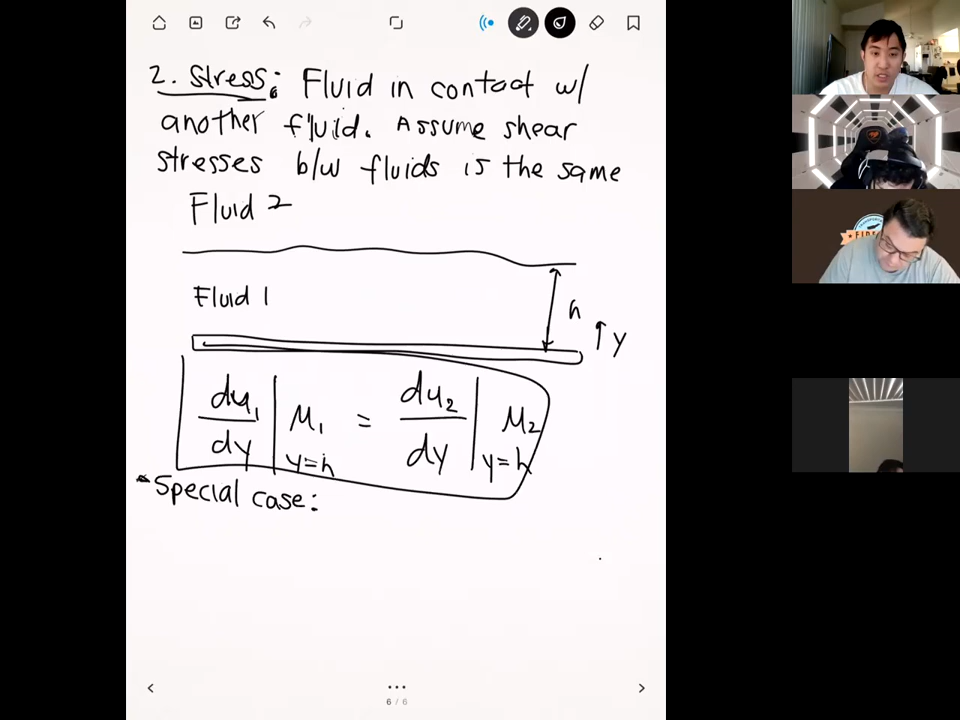 2. Stress: Fluid in contact w/
another fluid. Assume shear
stresses b/w fluids is the same
Fluid 2
Fluid 1
h
↑ y
du₁/dy |y=h μ₁ = du₂/dy |y=h μ₂
*Special case:
6 / 6